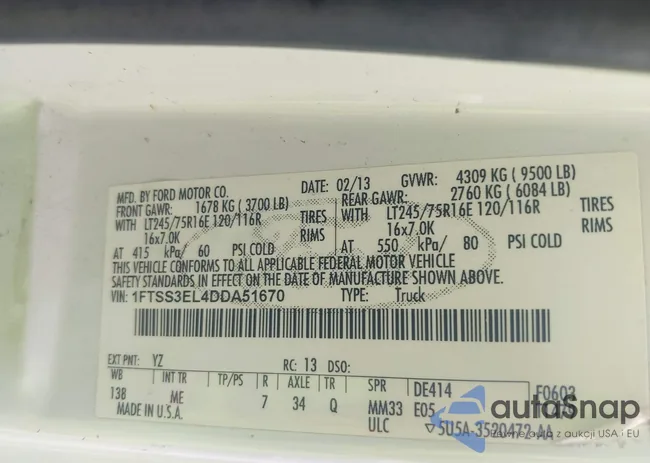 MFD. BY FORD MOTOR CO. DATE: 02/13 GVWR: 4309 KG ( 9500 LB)
FRONT GAWR: 1678 KG ( 3700 LB) REAR GAWR: 2760 KG ( 6084 LB)
WITH LT245/75R16E 120/116R TIRES WITH LT245/75R16E 120/116R TIRES
16x7.0K RIMS 16x7.0K RIMS
AT 415 kPa/ 60 PSI COLD AT 550 kPa/ 80 PSI COLD
THIS VEHICLE CONFORMS TO ALL APPLICABLE FEDERAL MOTOR VEHICLE
SAFETY STANDARDS IN EFFECT ON THE DATE OF MANUFACTURE SHOWN ABOVE.
VIN: 1FTSS3EL4DDA51670 TYPE: Truck
EXT PNT: YZ RC: 13 DSO:
WB INT TR TP/PS R AXLE TR SPR DE414 F0603
138 ME 7 34 Q MM33 E05
MADE IN U.S.A. ULC ▽5U5A-3520472-AA
autoSnap
Pewne auto z aukcji USA i EU